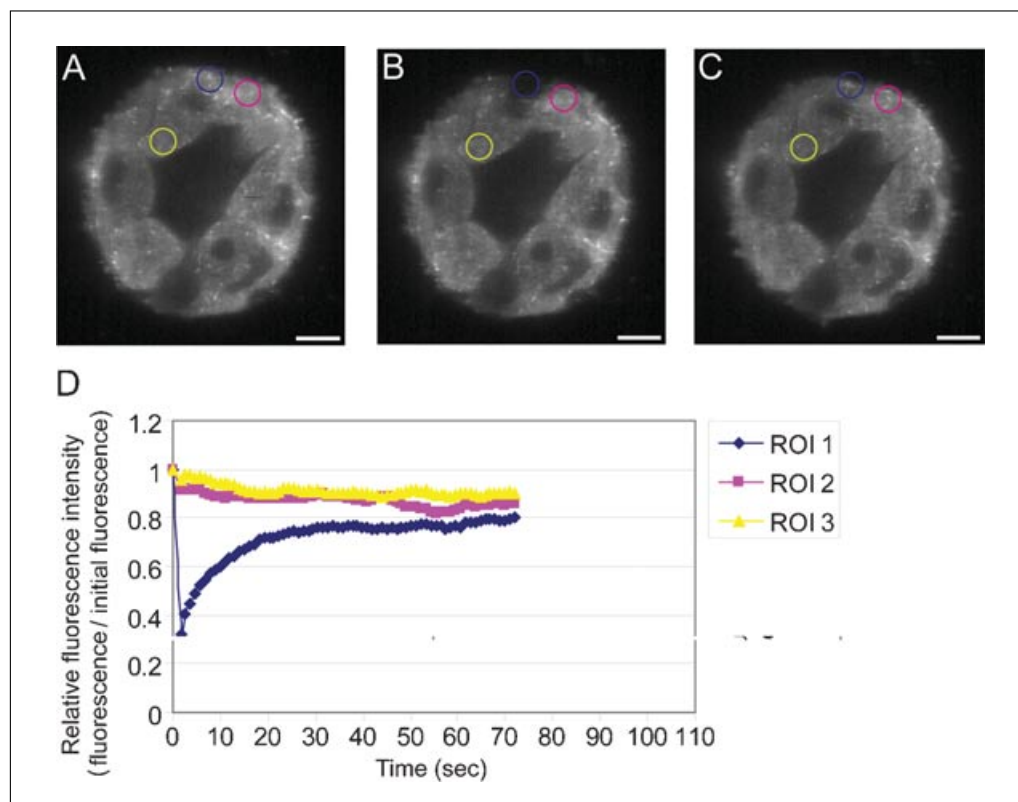 A
B
C
D
Relative fluorescence intensity
(fluorescence / initial fluorescence)
1.2
1
0.8
0.6
0.4
0.2
0
0 10 20 30 40 50 60 70 80 90 100 110
Time (sec)
ROI 1
ROI 2
ROI 3